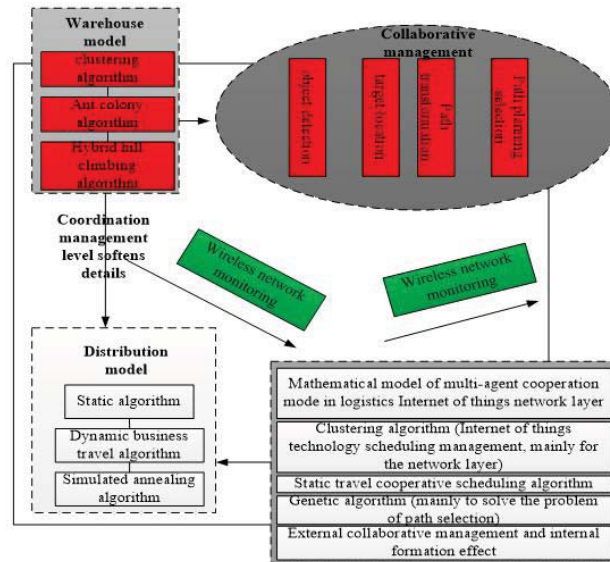 Warehouse
model
clustering
algorithm
Ant colony
algorithm
Hybrid hill
climbing
algorithm
Collaborative
management
object detection
target location
Path
transformation
Path planning
selection
Coordination
management
level softens
details
Wireless network
monitoring
Wireless network
monitoring
Distribution
model
Static algorithm
Dynamic business
travel algorithm
Simulated annealing
algorithm
Mathematical model of multi-agent cooperation
mode in logistics Internet of things network layer
Clustering algorithm (Internet of things
technology scheduling management, mainly for
the network layer)
Static travel cooperative scheduling algorithm
Genetic algorithm (mainly to solve the problem
of path selection)
External collaborative management and internal
formation effect